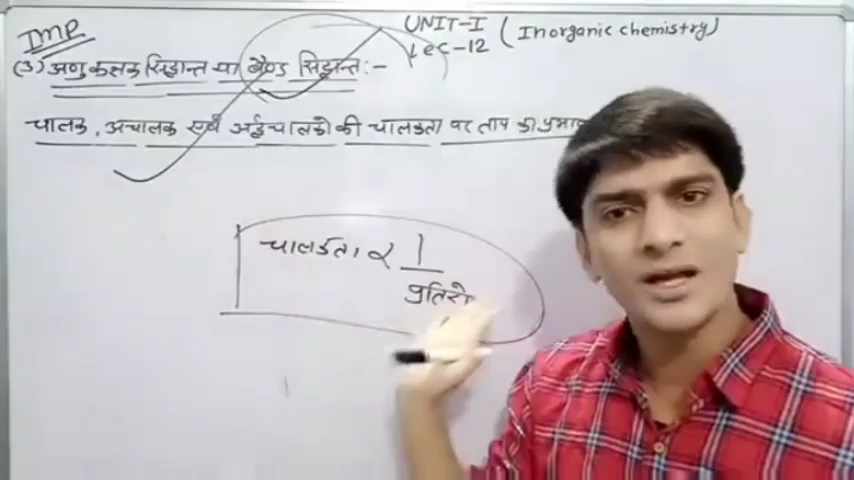 IMP
UNIT-I (Inorganic chemistry)
Lec-12
(3) अणु कक्षक सिद्धान्त या बैण्ड सिद्धान्त :-
चालक, अचालक एवं अर्द्धचालको की चालकता पर ताप का प्रभाव
चालकता ∝ 1